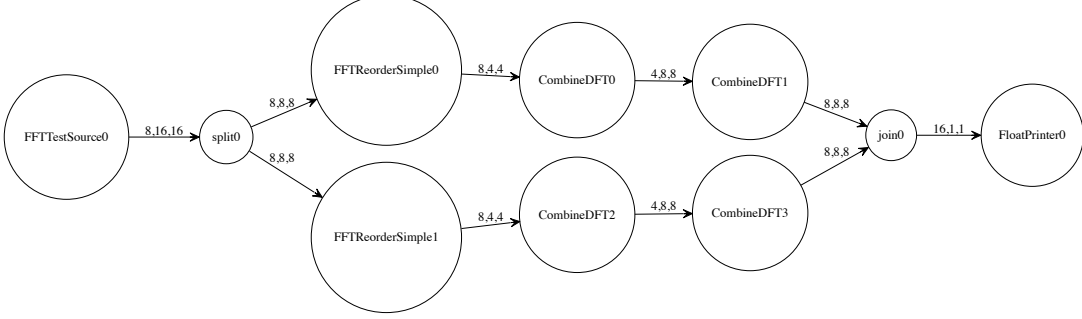 FFTTestSource0
8,16,16
split0
8,8,8
FFTReorderSimple0
8,4,4
CombineDFT0
4,8,8
CombineDFT1
8,8,8
8,8,8
FFTReorderSimple1
8,4,4
CombineDFT2
4,8,8
CombineDFT3
8,8,8
join0
16,1,1
FloatPrinter0